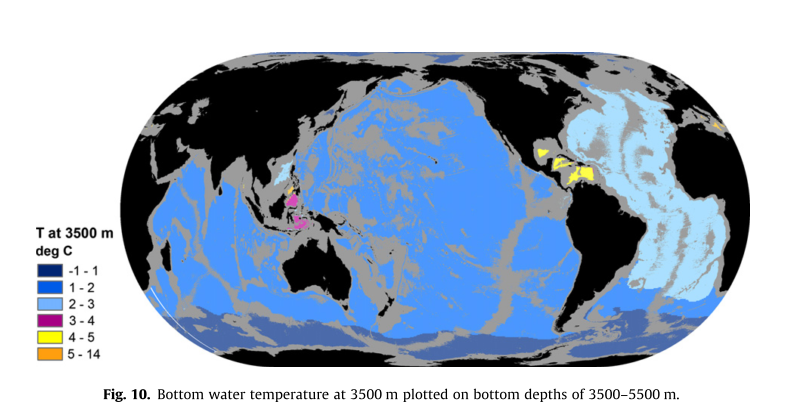 T at 3500 m
deg C
-1 - 1
1 - 2
2 - 3
3 - 4
4 - 5
5 - 14
Fig. 10. Bottom water temperature at 3500 m plotted on bottom depths of 3500–5500 m.